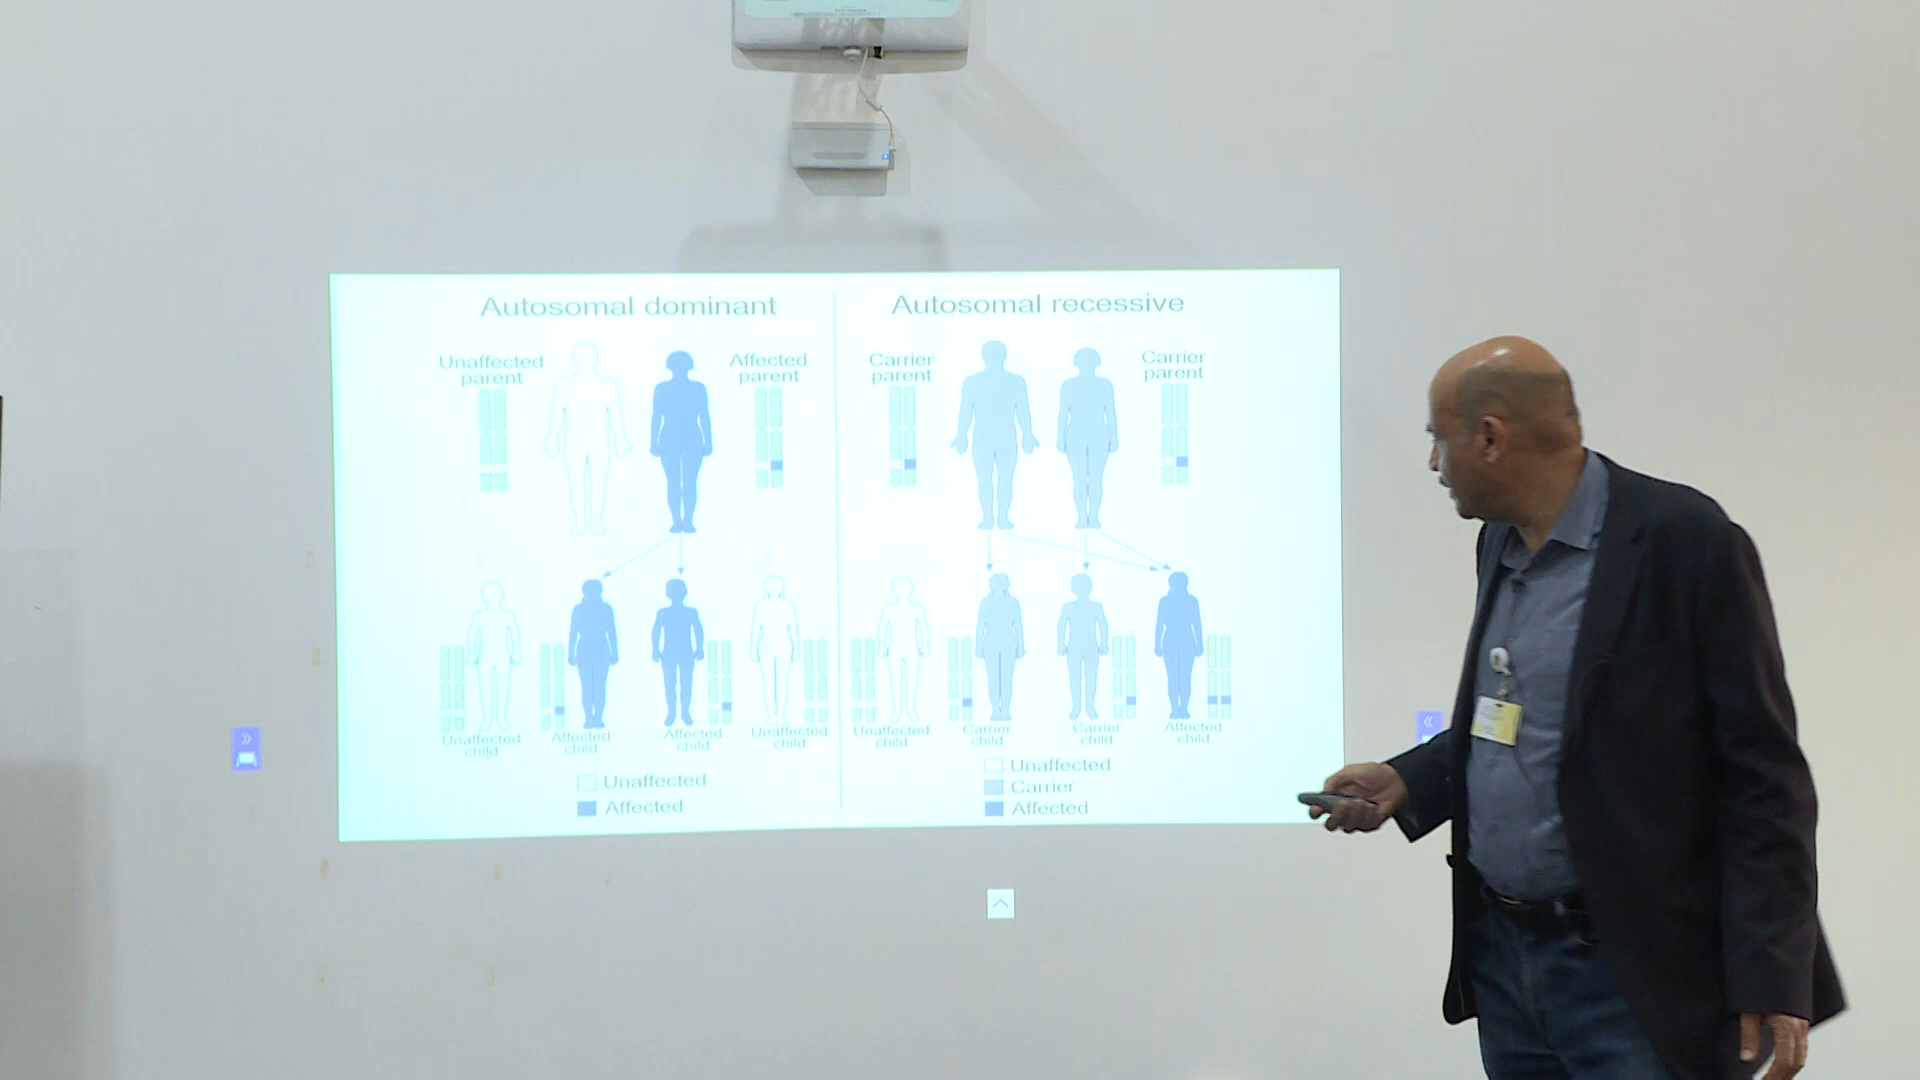 Autosomal dominant
Unaffected
parent
Affected
parent
Unaffected
child
Affected
child
Affected
child
Unaffected
child
Unaffected
Affected
Autosomal recessive
Carrier
parent
Carrier
parent
Unaffected
child
Carrier
child
Carrier
child
Affected
child
Unaffected
Carrier
Affected